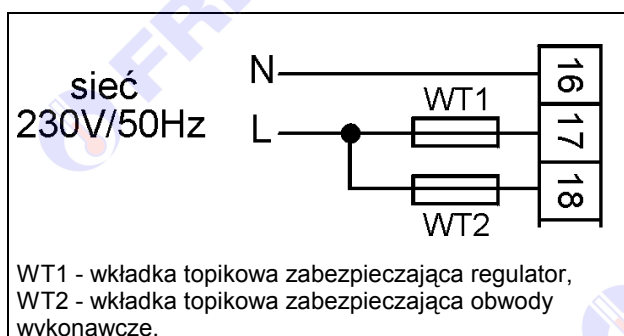 FRI
sieć
230V/50Hz
N
L
WT1
WT2
16
17
18
WT1 - wkładka topikowa zabezpieczająca regulator,
WT2 - wkładka topikowa zabezpieczająca obwody
wykonawcze.